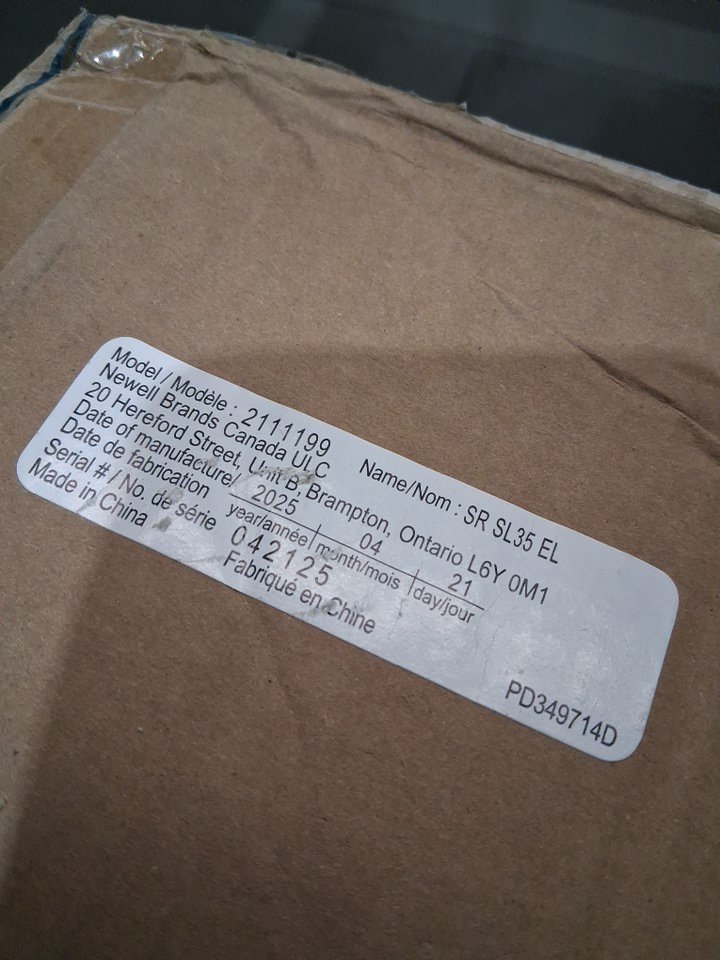 Model / Modèle : 2111199 Name/Nom : SR SL35 EL
Newell Brands Canada ULC
20 Hereford Street, Unit B, Brampton, Ontario L6Y 0M1
Date of manufacture/ 2025 04 21
Date de fabrication year/année month/mois day/jour
Serial # / No. de série 042125
Made in China Fabriqué en Chine
PD349714D